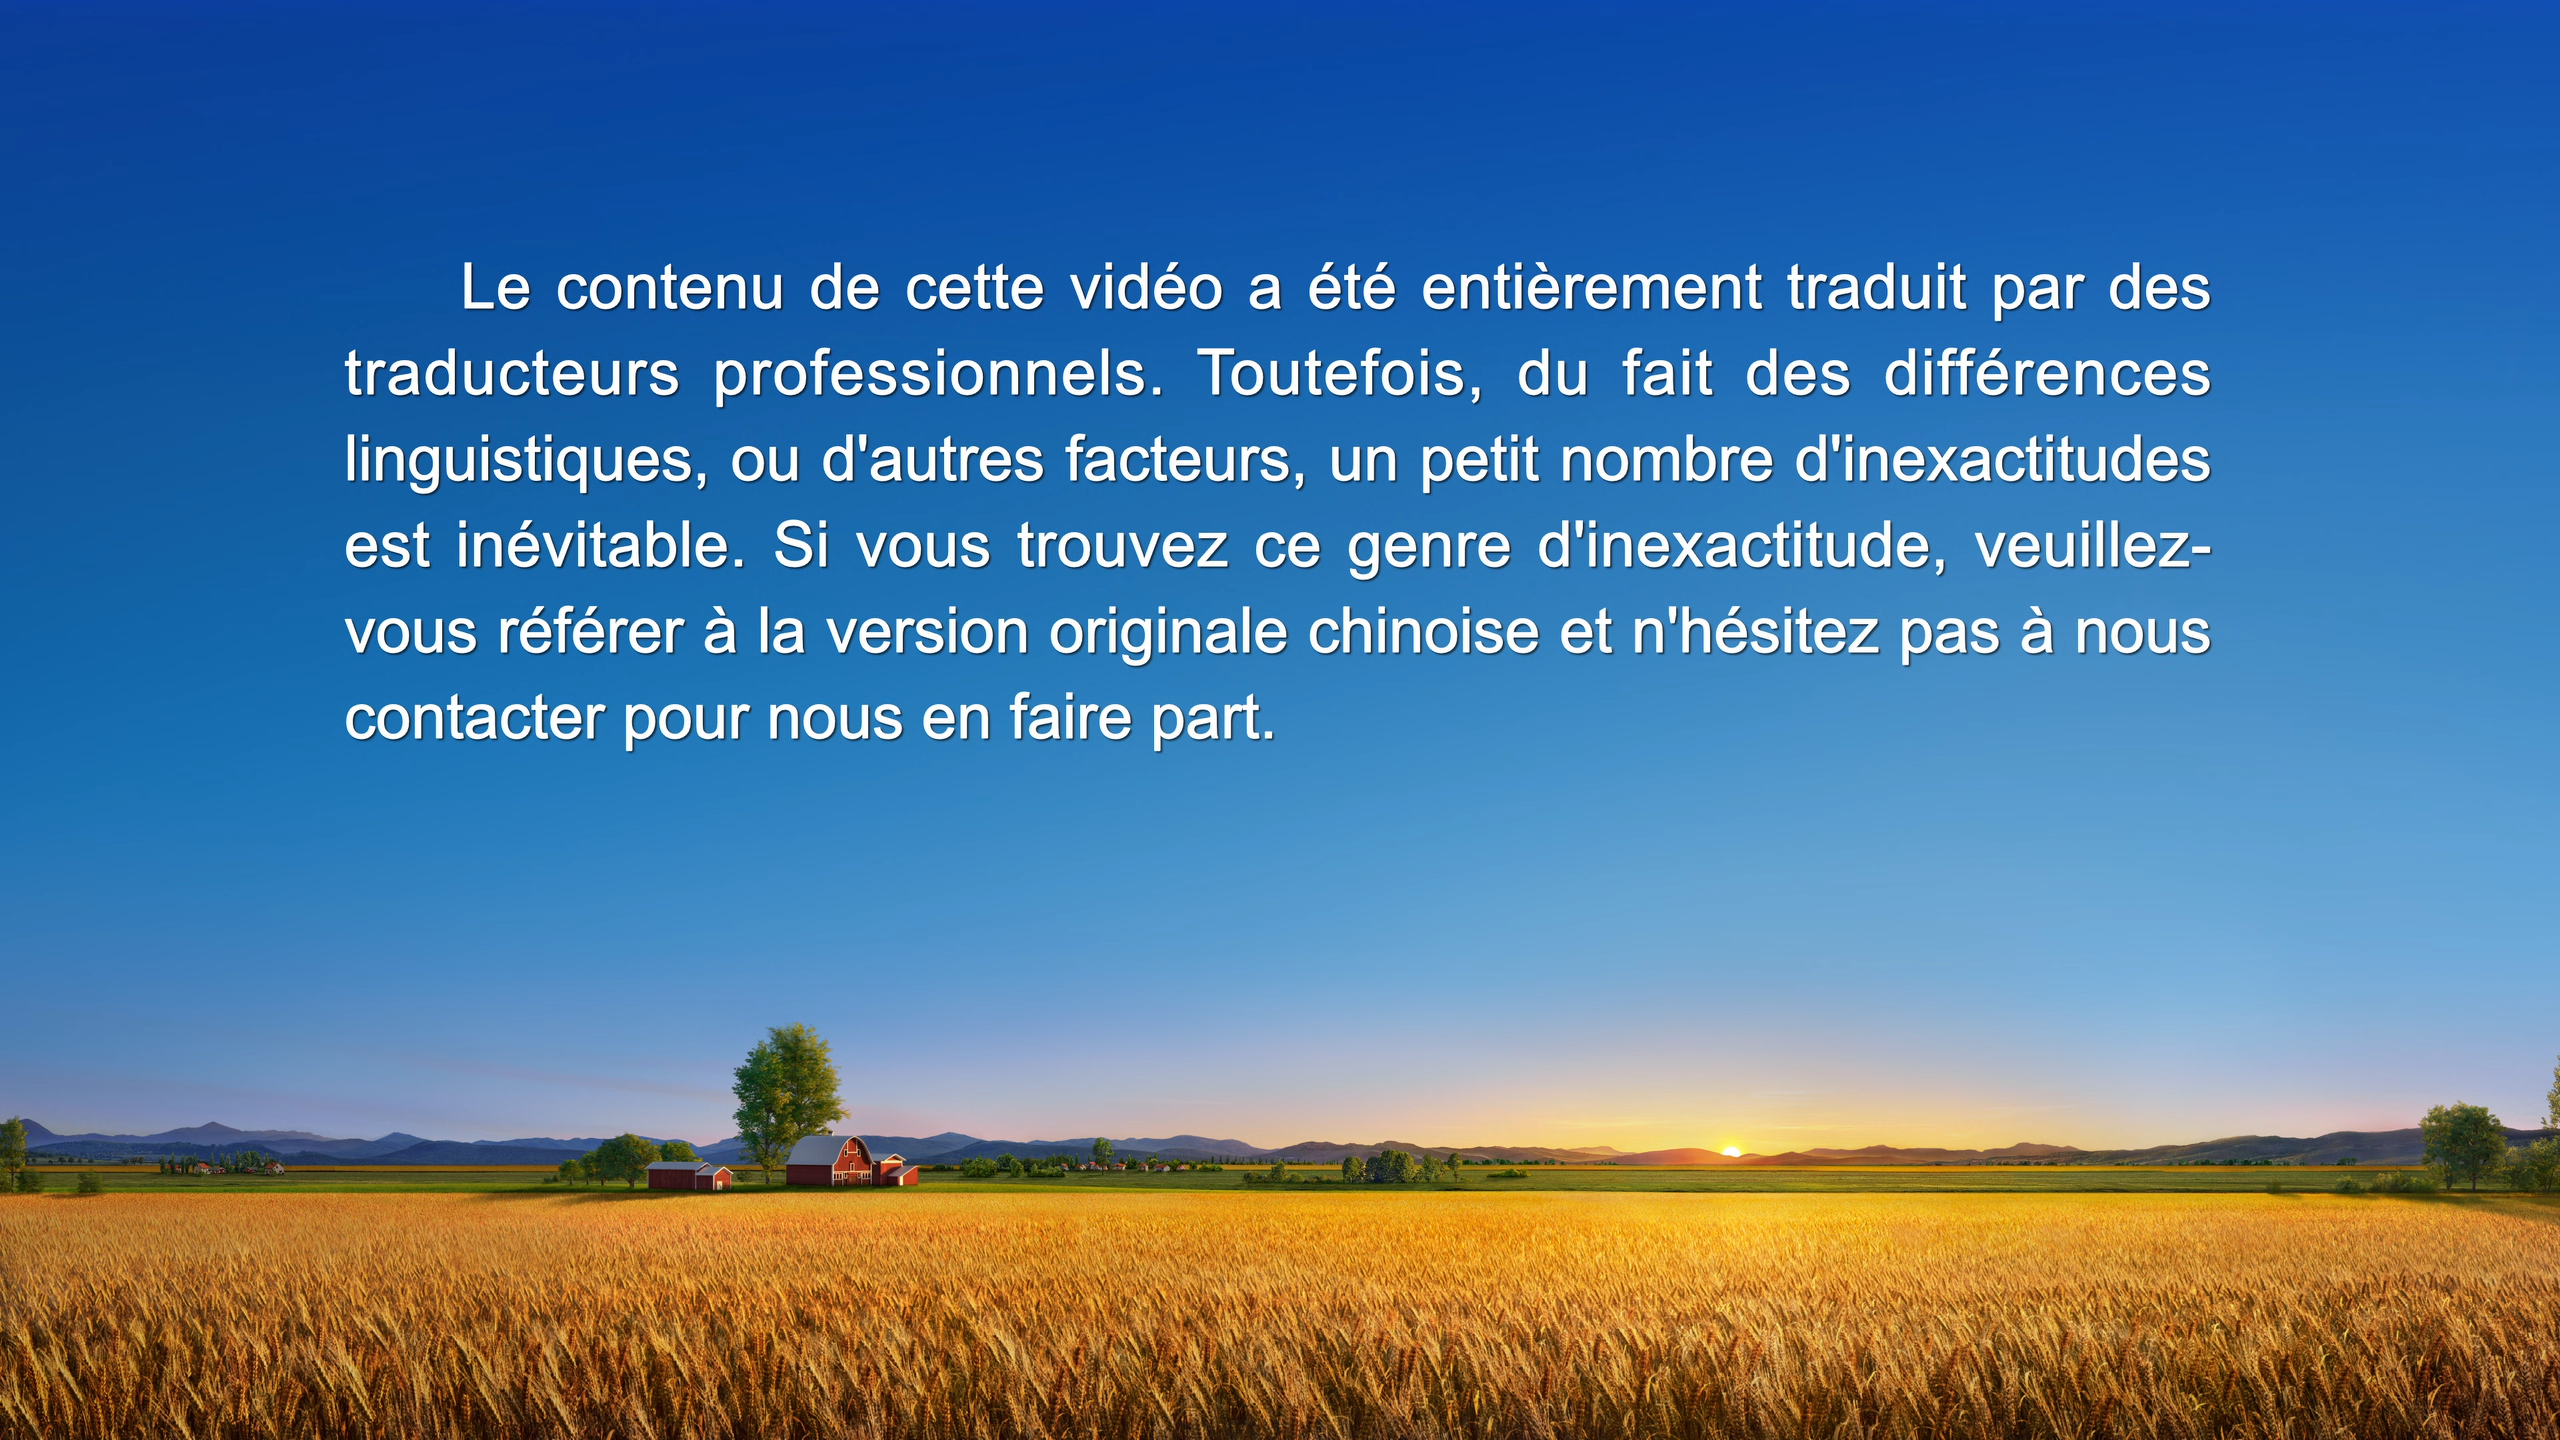 Le contenu de cette vidéo a été entièrement traduit par des
traducteurs professionnels. Toutefois, du fait des différences
linguistiques, ou d'autres facteurs, un petit nombre d'inexactitudes
est inévitable. Si vous trouvez ce genre d'inexactitude, veuillez-
vous référer à la version originale chinoise et n'hésitez pas à nous
contacter pour nous en faire part.